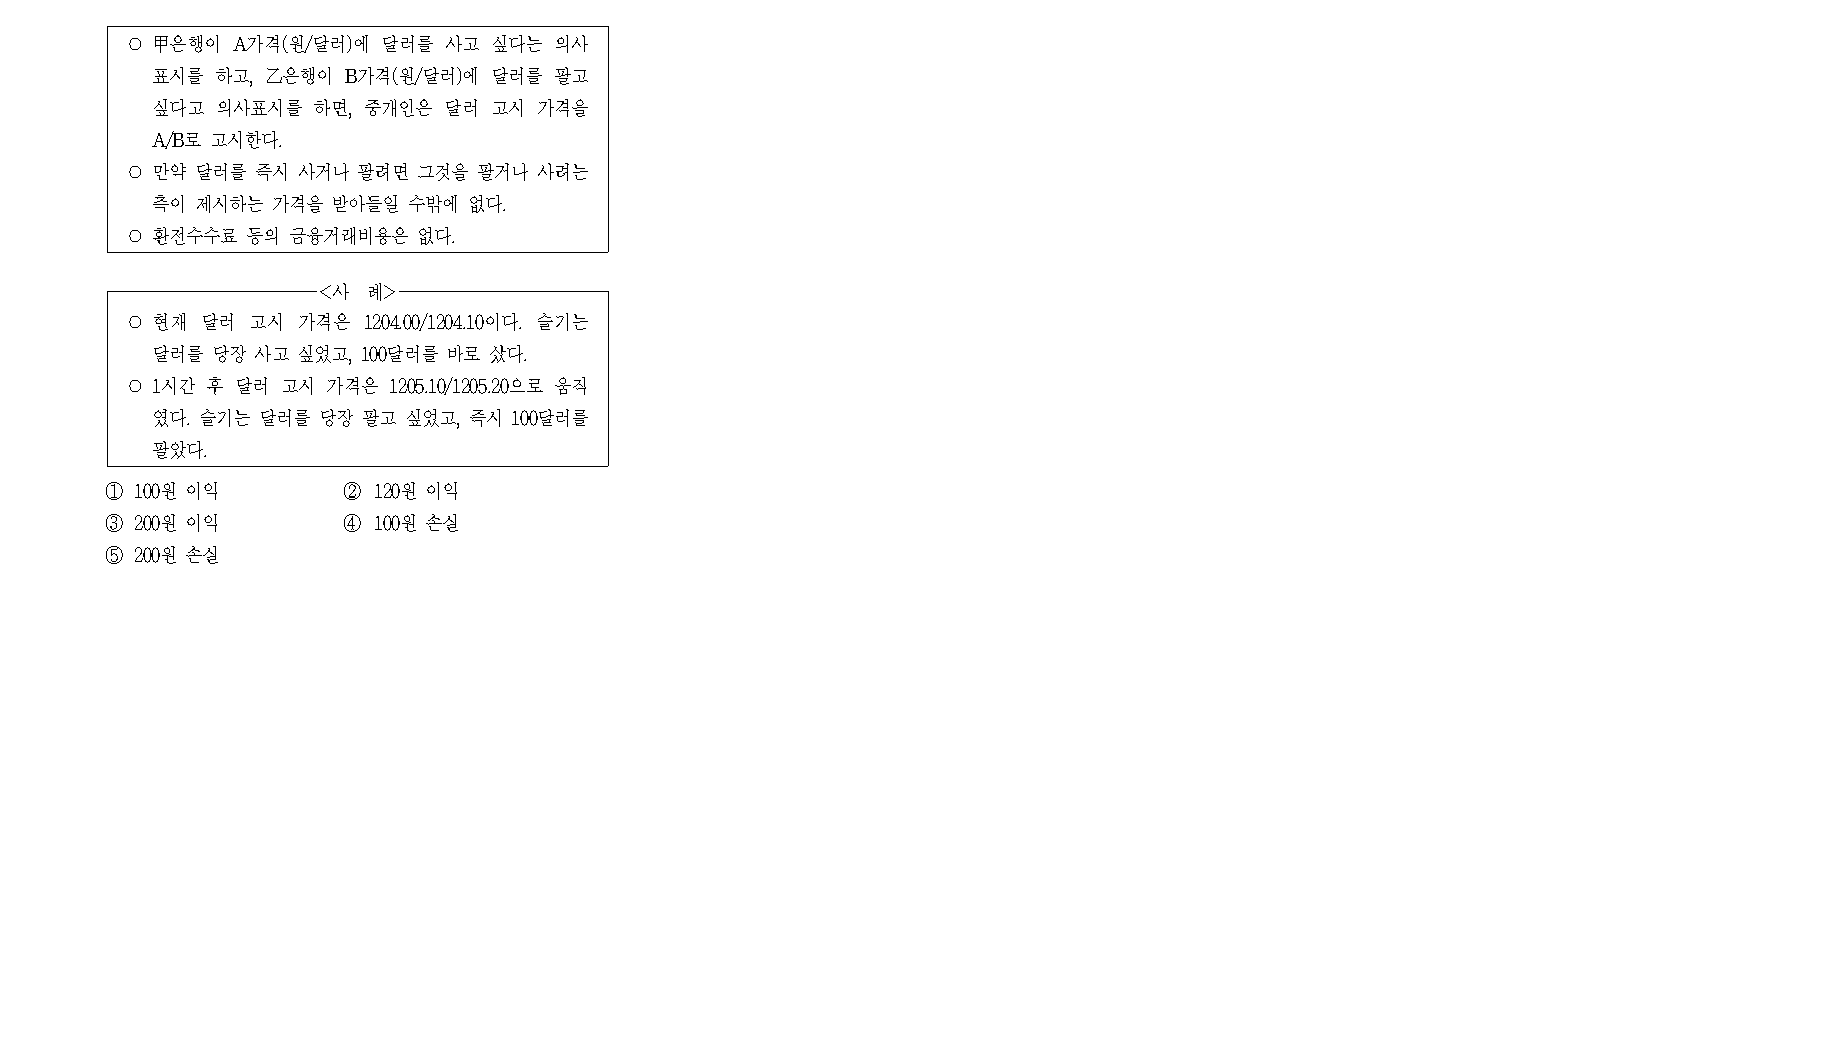 ○ 甲은행이 A가격(원/달러)에 달러를 사고 싶다는 의사
표시를 하고, 乙은행이 B가격(원/달러)에 달러를 팔고
싶다고 의사표시를 하면, 중개인은 달러 고시 가격을
A/B로 고시한다.
○ 만약 달러를 즉시 사거나 팔려면 그것을 팔거나 사려는
측이 제시하는 가격을 받아들일 수밖에 없다.
○ 환전수수료 등의 금융거래비용은 없다.
<사 례>
○ 현재 달러 고시 가격은 1204.00/1204.10이다. 슬기는
달러를 당장 사고 싶었고, 100달러를 바로 샀다.
○ 1시간 후 달러 고시 가격은 1205.10/1205.20으로 움직
였다. 슬기는 달러를 당장 팔고 싶었고, 즉시 100달러를
팔았다.
① 100원 이익 ② 120원 이익
③ 200원 이익 ④ 100원 손실
⑤ 200원 손실